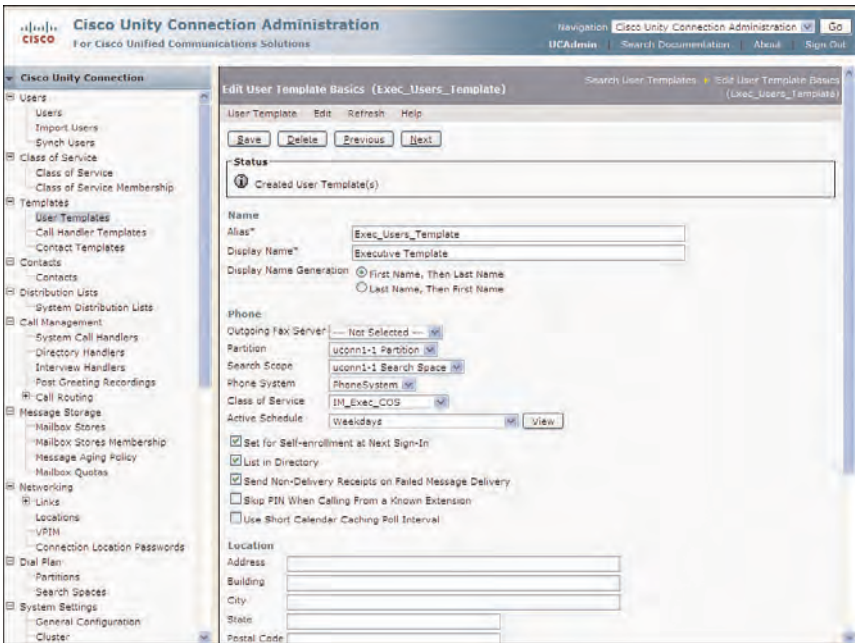 CISCO
Cisco Unity Connection Administration
For Cisco Unified Communications Solutions
Navigation Cisco Unity Connection Administration Go
UCAdmin Search Documentation About Sign Out
Cisco Unity Connection
Users
Users
Import Users
Synch Users
Class of Service
Class of Service
Class of Service Membership
Templates
User Templates
Call Handler Templates
Contact Templates
Contacts
Contacts
Distribution Lists
System Distribution Lists
Call Management
System Call Handlers
Directory Handlers
Interview Handlers
Post Greeting Recordings
Call Routing
Message Storage
Mailbox Stores
Mailbox Stores Membership
Message Aging Policy
Mailbox Quotas
Networking
Links
Locations
VPIM
Connection Location Passwords
Dial Plan
Partitions
Search Spaces
System Settings
General Configuration
Cluster
Edit User Template Basics (Exec_Users_Template)
Search User Templates Edit User Template Basics
(Exec_Users_Template)
User Template Edit Refresh Help
Save Delete Previous Next
Status
Created User Template(s)
Name
Alias* Exec_Users_Template
Display Name* Executive Template
Display Name Generation First Name, Then Last Name
Last Name, Then First Name
Phone
Outgoing Fax Server --- Not Selected ---
Partition uconn1-1 Partition
Search Scope uconn1-1 Search Space
Phone System PhoneSystem
Class of Service IM_Exec_COS
Active Schedule Weekdays View
Set for Self-enrollment at Next Sign-In
List in Directory
Send Non-Delivery Receipts on Failed Message Delivery
Skip PIN When Calling From a Known Extension
Use Short Calendar Caching Poll Interval
Location
Address
Building
City
State
Postal Code